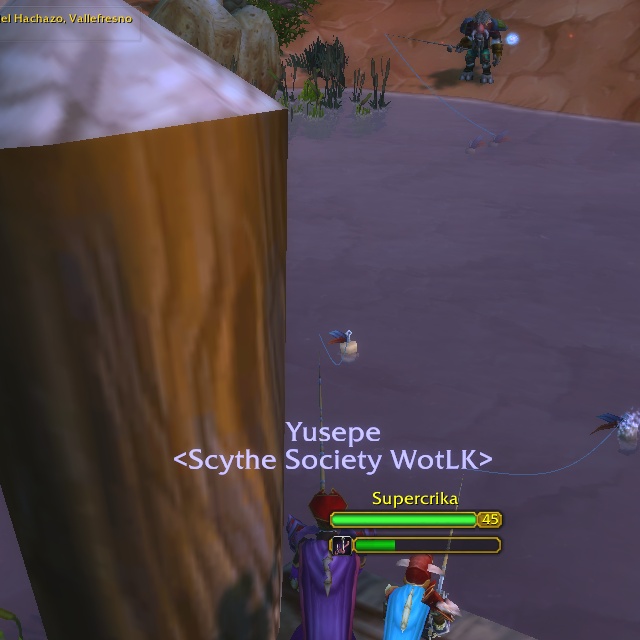 el Hachazo, Vallefresno
Yusepe
<Scythe Society WotLK>
Supercrika
45